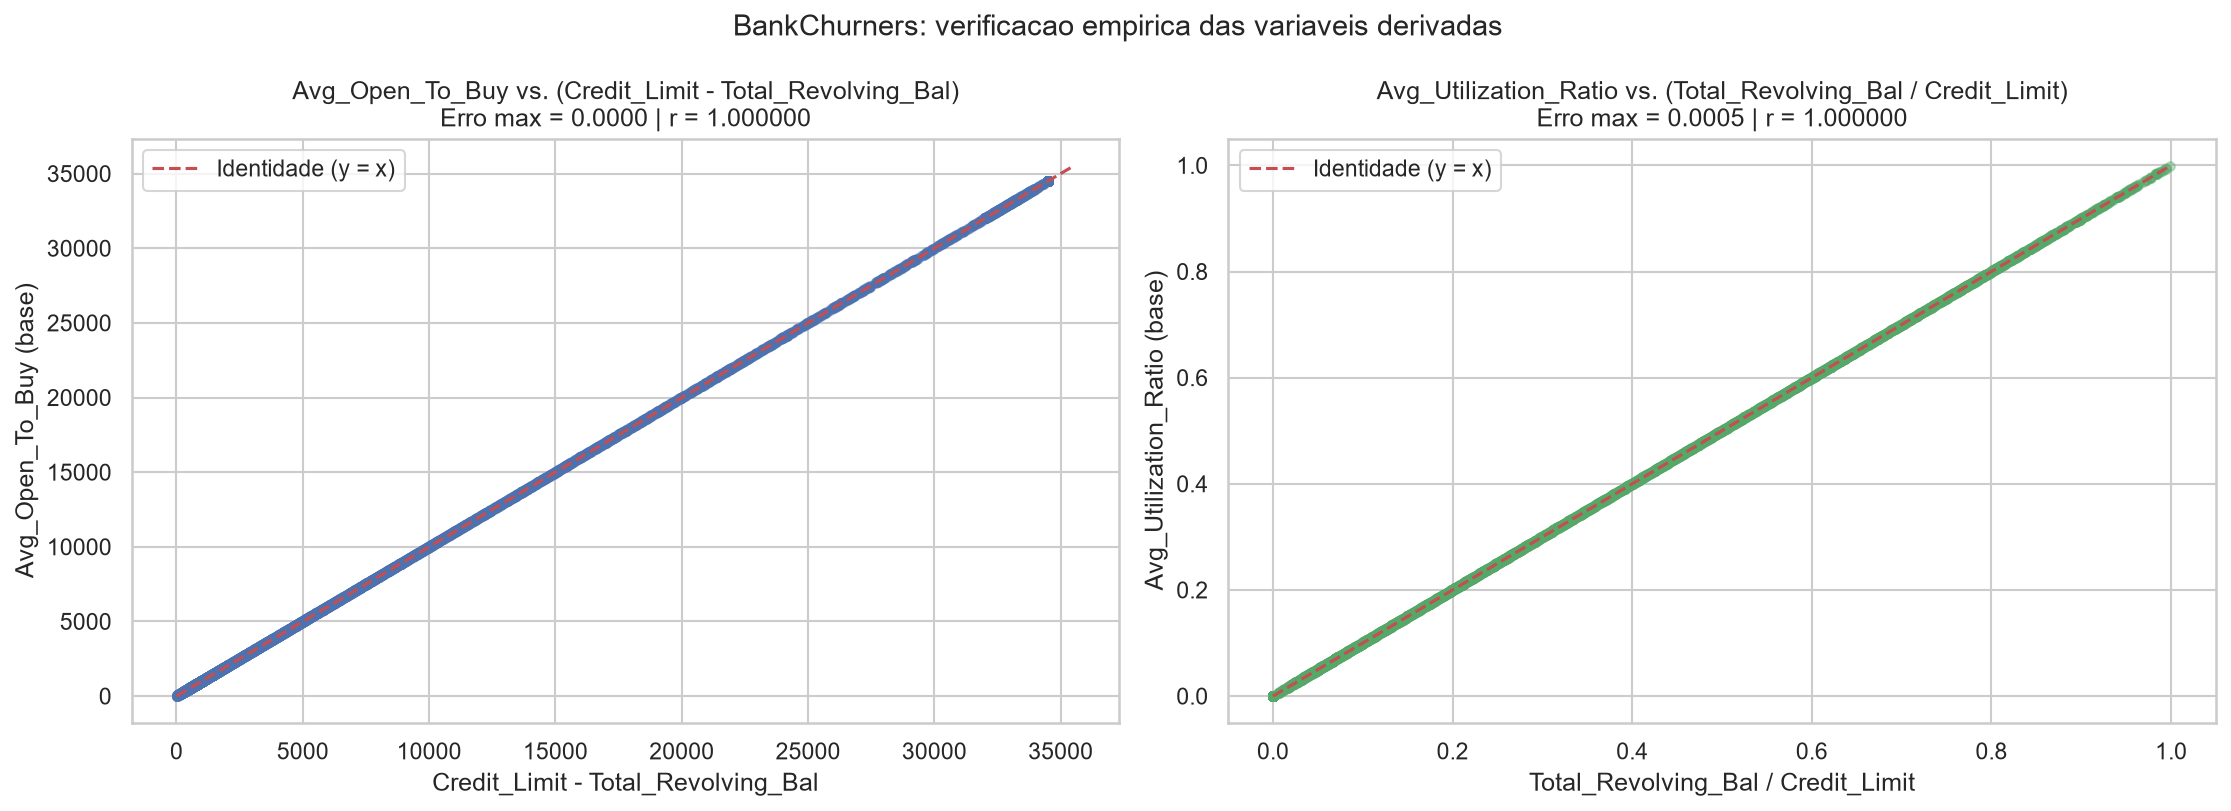 BankChurners: verificacao empirica das variaveis derivadas
Avg_Open_To_Buy vs. (Credit_Limit - Total_Revolving_Bal)
Erro max = 0.0000 | r = 1.000000
Identidade (y = x)
35000
30000
25000
20000
15000
10000
5000
0
Avg_Open_To_Buy (base)
0 5000 10000 15000 20000 25000 30000 35000
Credit_Limit - Total_Revolving_Bal
Avg_Utilization_Ratio vs. (Total_Revolving_Bal / Credit_Limit)
Erro max = 0.0005 | r = 1.000000
Identidade (y = x)
1.0
0.8
0.6
0.4
0.2
0.0
Avg_Utilization_Ratio (base)
0.0 0.2 0.4 0.6 0.8 1.0
Total_Revolving_Bal / Credit_Limit